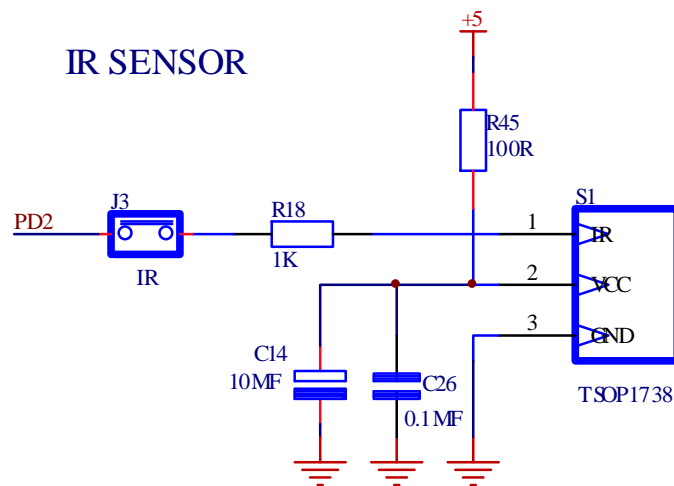 +5
IR SENSOR
R45
100R
J3
S1
PD2
R18
1
IR
1K
IR
2
VCC
3
GND
C14
10MF
C26
0.1MF
TSOP1738